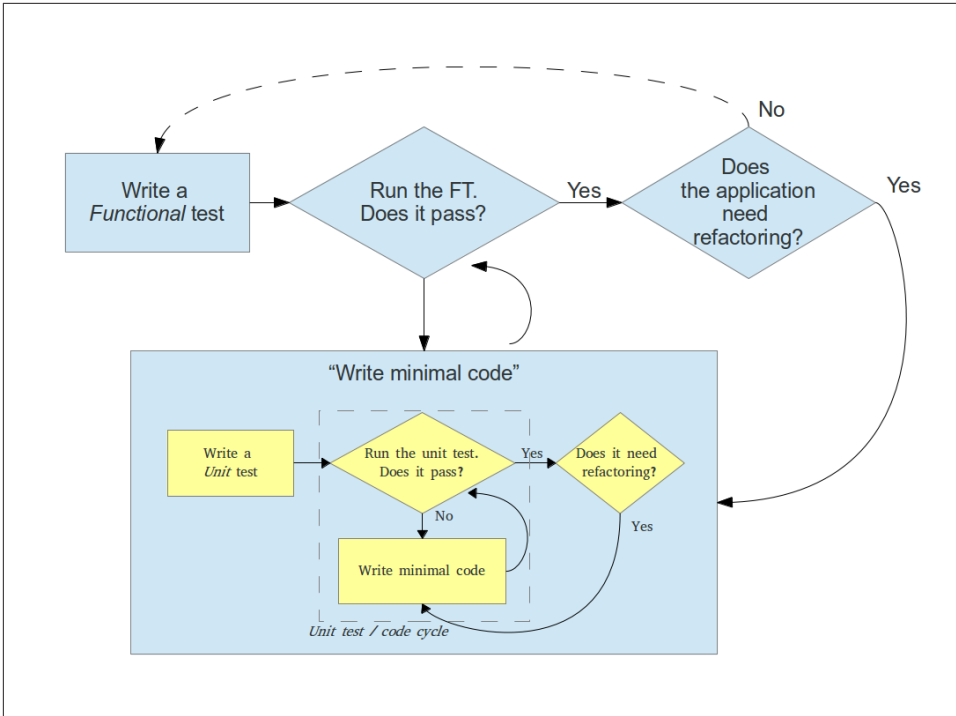 No
Write a
Functional test
Run the FT.
Does it pass?
Yes
Does
the application
need
refactoring?
Yes
“Write minimal code”
Write a
Unit test
Run the unit test.
Does it pass?
Yes
Does it need
refactoring?
No
Yes
Write minimal code
Unit test / code cycle